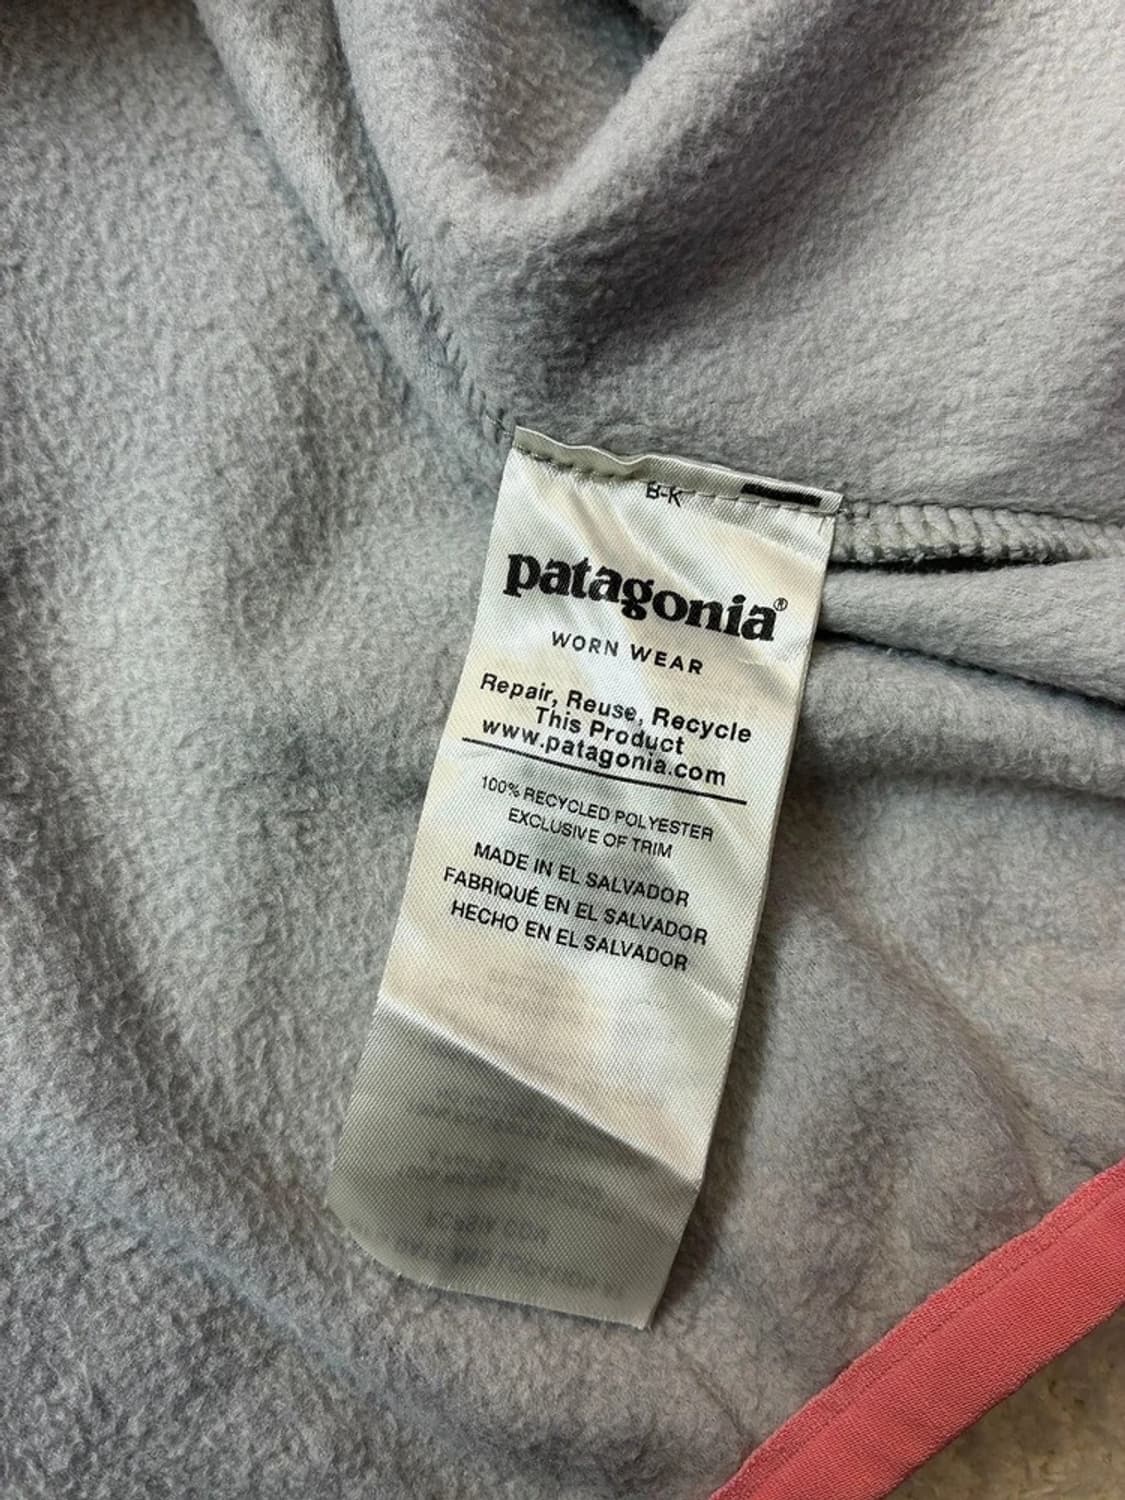 B-K
patagonia®
WORN WEAR
Repair, Reuse, Recycle
This Product
www.patagonia.com
100% RECYCLED POLYESTER
EXCLUSIVE OF TRIM
MADE IN EL SALVADOR
FABRIQUÉ EN EL SALVADOR
HECHO EN EL SALVADOR